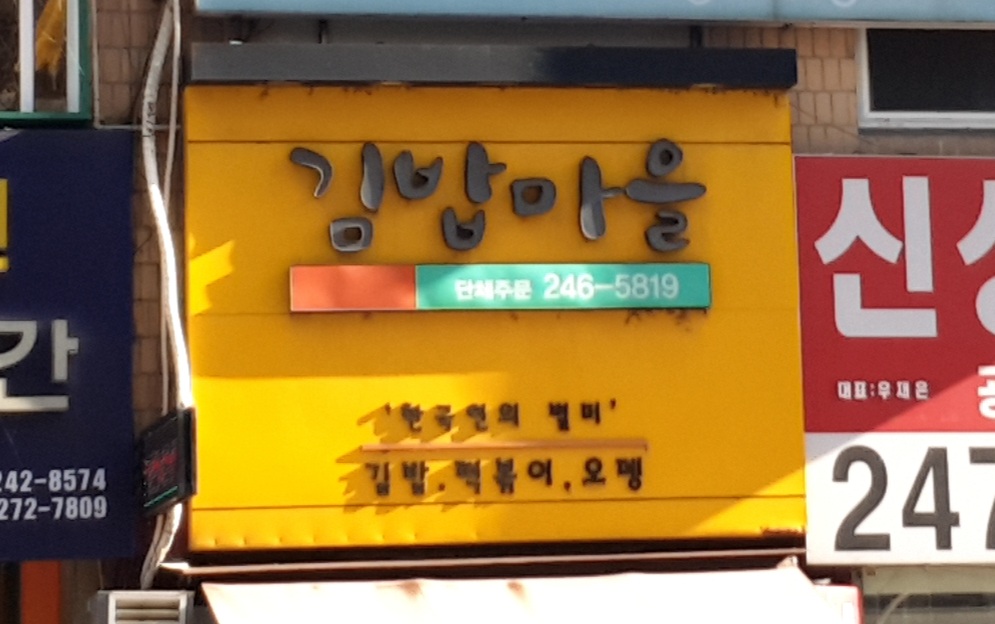 김밥마을
단체주문 246-5819
'한국인의 별미'
김밥.떡볶이.오뎅
간
242-8574
272-7809
신
대표:우재은
247